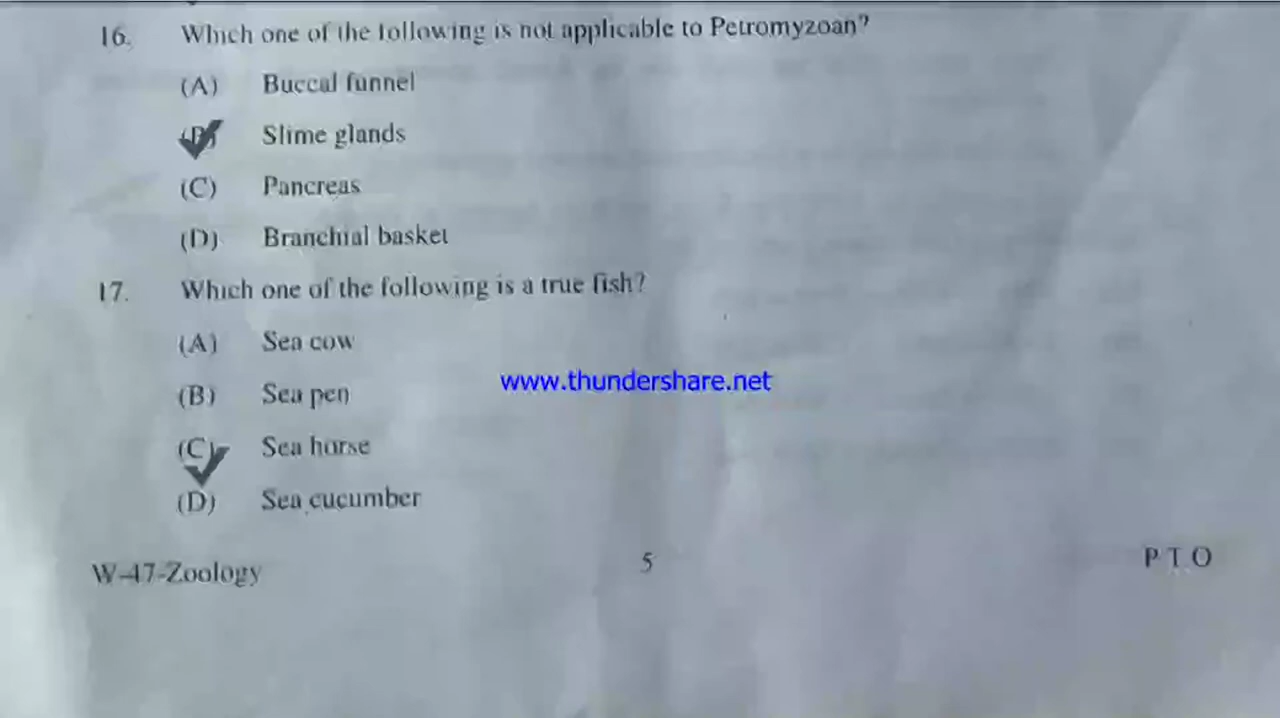 16. Which one of the following is not applicable to Petromyzoan?
(A) Buccal funnel
(B) Slime glands
(C) Pancreas
(D) Branchial basket
17. Which one of the following is a true fish?
(A) Sea cow
www.thundershare.net
(B) Sea pen
(C) Sea horse
(D) Sea cucumber
W-47-Zoology 5 P T O